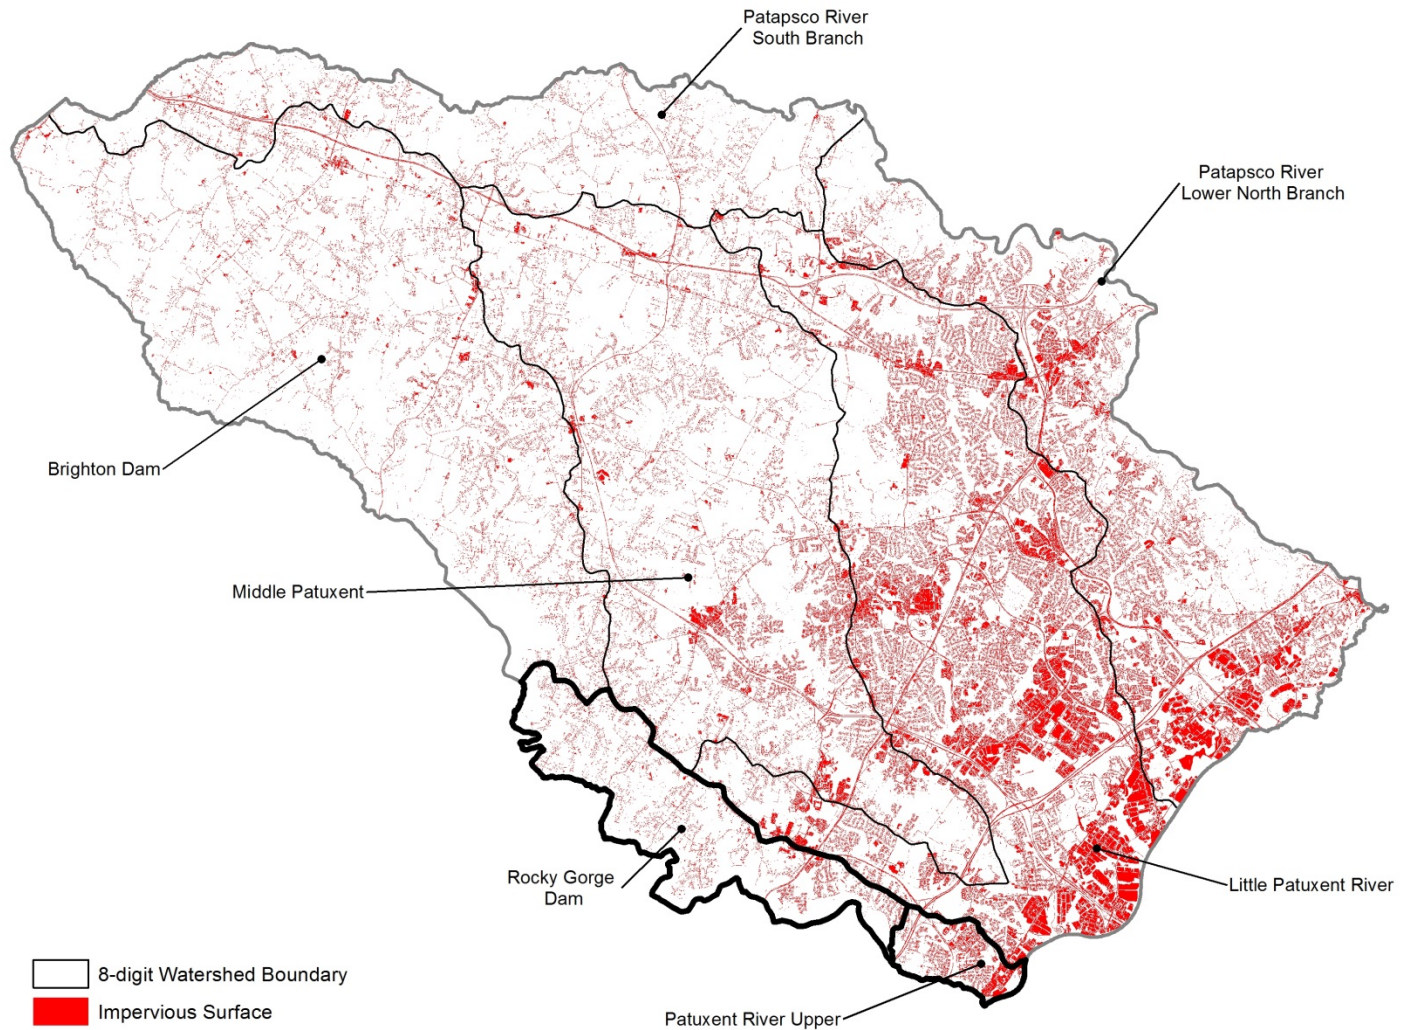 Patapsco River
South Branch
Patapsco River
Lower North Branch
Brighton Dam
Middle Patuxent
Rocky Gorge
Dam
Little Patuxent River
8-digit Watershed Boundary
Impervious Surface
Patuxent River Upper